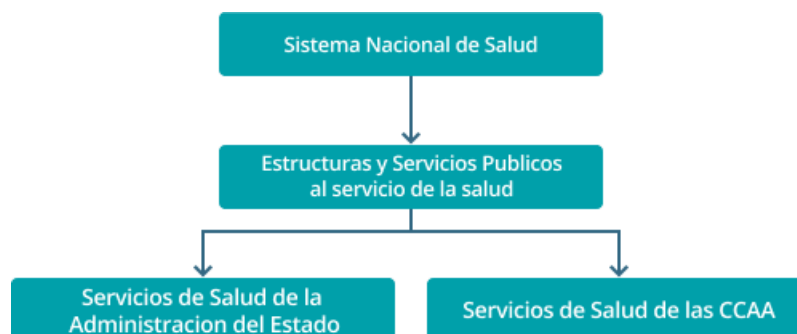 Sistema Nacional de Salud
Estructuras y Servicios Publicos
al servicio de la salud
Servicios de Salud de la
Administracion del Estado
Servicios de Salud de las CCAA